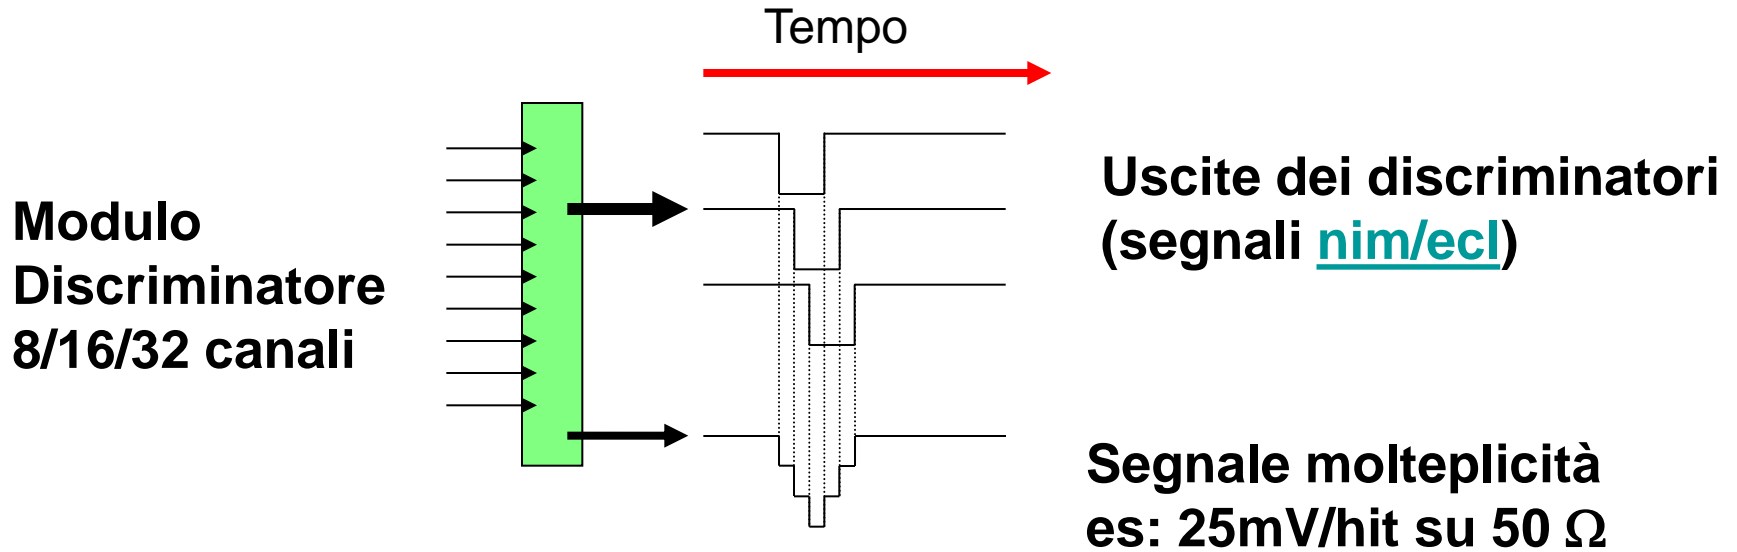 Tempo
Modulo
Discriminatore
8/16/32 canali
Uscite dei discriminatori
(segnali nim/ecl)
Segnale molteplicità
es: 25mV/hit su 50 Ω